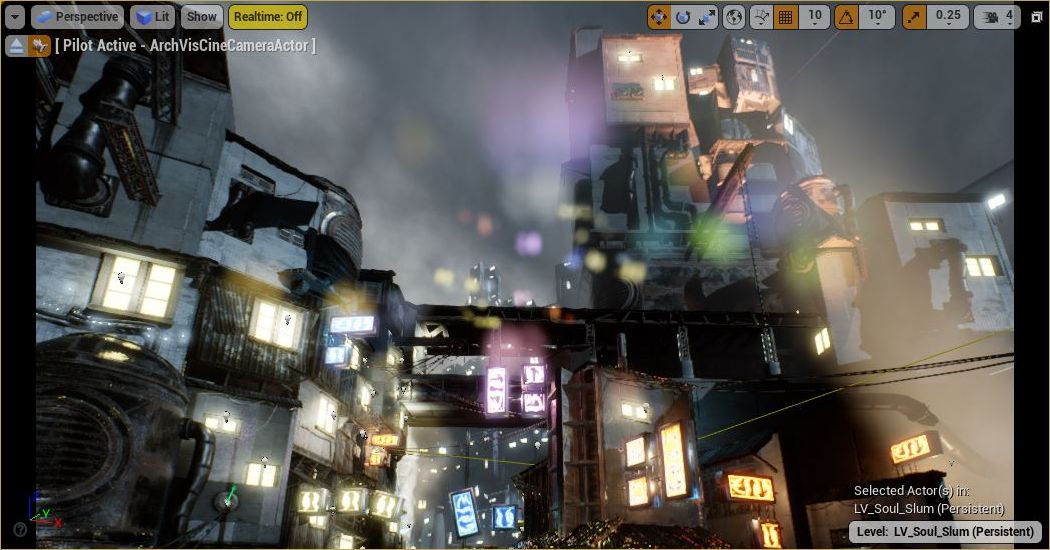 Perspective Lit Show Realtime: Off 10 10° 0.25 4
[ Pilot Active - ArchVisCineCameraActor ]
Selected Actor(s) in:
LV_Soul_Slum (Persistent)
Level: LV_Soul_Slum (Persistent)
Z
Y
X